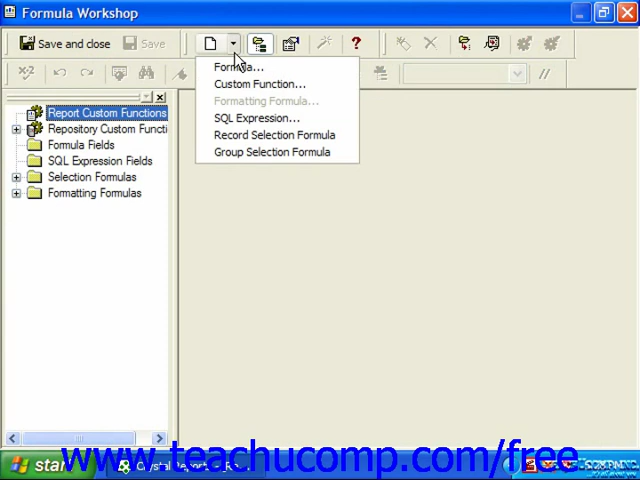 Formula Workshop
Save and close
Save
Formula...
Custom Function...
Formatting Formula...
SQL Expression...
Record Selection Formula
Group Selection Formula
x-2
//
Report Custom Functions
Repository Custom Functi
Formula Fields
SQL Expression Fields
Selection Formulas
Formatting Formulas
www.teachucomp.com/free
start